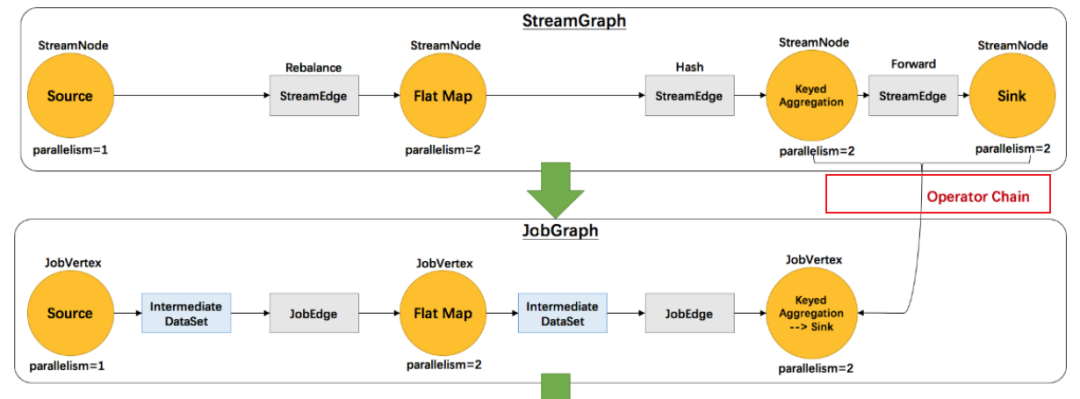 StreamGraph
StreamNode
StreamNode
StreamNode
StreamNode
Rebalance
Hash
Forward
Source
StreamEdge
Flat Map
StreamEdge
Keyed
Aggregation
StreamEdge
Sink
parallelism=1
parallelism=2
parallelism=2
parallelism=2
Operator Chain
JobGraph
JobVertex
JobVertex
JobVertex
Source
Intermediate
DataSet
JobEdge
Flat Map
Intermediate
DataSet
JobEdge
Keyed
Aggregation
--> Sink
parallelism=1
parallelism=2
parallelism=2